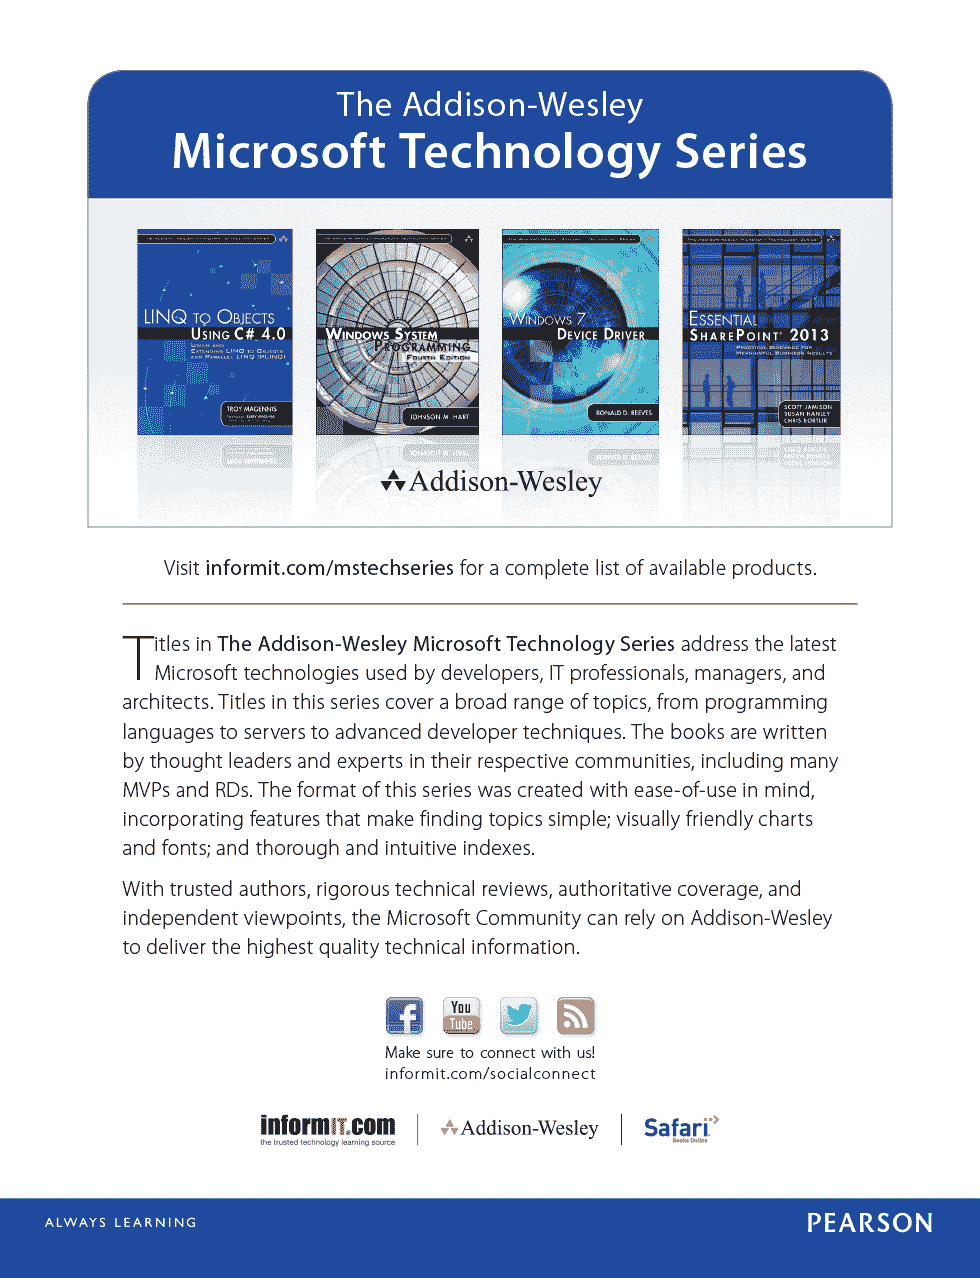 The Addison-Wesley
Microsoft Technology Series
LINQ TO OBJECTS
USING C# 4.0
USING AND
EXTENDING LINQ TO OBJECTS
AND PARALLEL LINQ (PLINQ)
TROY MAGENNIS
WINDOWS SYSTEM
PROGRAMMING
FOURTH EDITION
JOHNSON M. HART
WINDOWS 7
DEVICE DRIVER
RONALD D. REEVES
ESSENTIAL
SHAREPOINT® 2013
PRACTICAL GUIDANCE FOR
MEANINGFUL BUSINESS RESULTS
SCOTT JAMISON
SUSAN HANLEY
CHRIS BORTLIK
Addison-Wesley
Visit informit.com/mstechseries for a complete list of available products.
Titles in The Addison-Wesley Microsoft Technology Series address the latest
Microsoft technologies used by developers, IT professionals, managers, and
architects. Titles in this series cover a broad range of topics, from programming
languages to servers to advanced developer techniques. The books are written
by thought leaders and experts in their respective communities, including many
MVPs and RDs. The format of this series was created with ease-of-use in mind,
incorporating features that make finding topics simple; visually friendly charts
and fonts; and thorough and intuitive indexes.
With trusted authors, rigorous technical reviews, authoritative coverage, and
independent viewpoints, the Microsoft Community can rely on Addison-Wesley
to deliver the highest quality technical information.
You
Tube
Make sure to connect with us!
informit.com/socialconnect
informIT.com
the trusted technology learning source
Addison-Wesley
Safari
Books Online
ALWAYS LEARNING
PEARSON